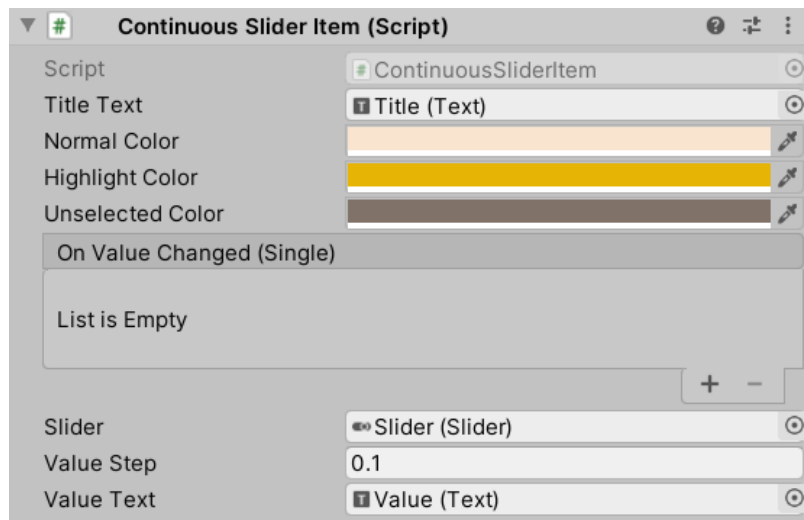 Continuous Slider Item (Script)
Script # ContinuousSliderItem
Title Text T Title (Text)
Normal Color
Highlight Color
Unselected Color
On Value Changed (Single)
List is Empty
+ −
Slider Slider (Slider)
Value Step 0.1
Value Text T Value (Text)